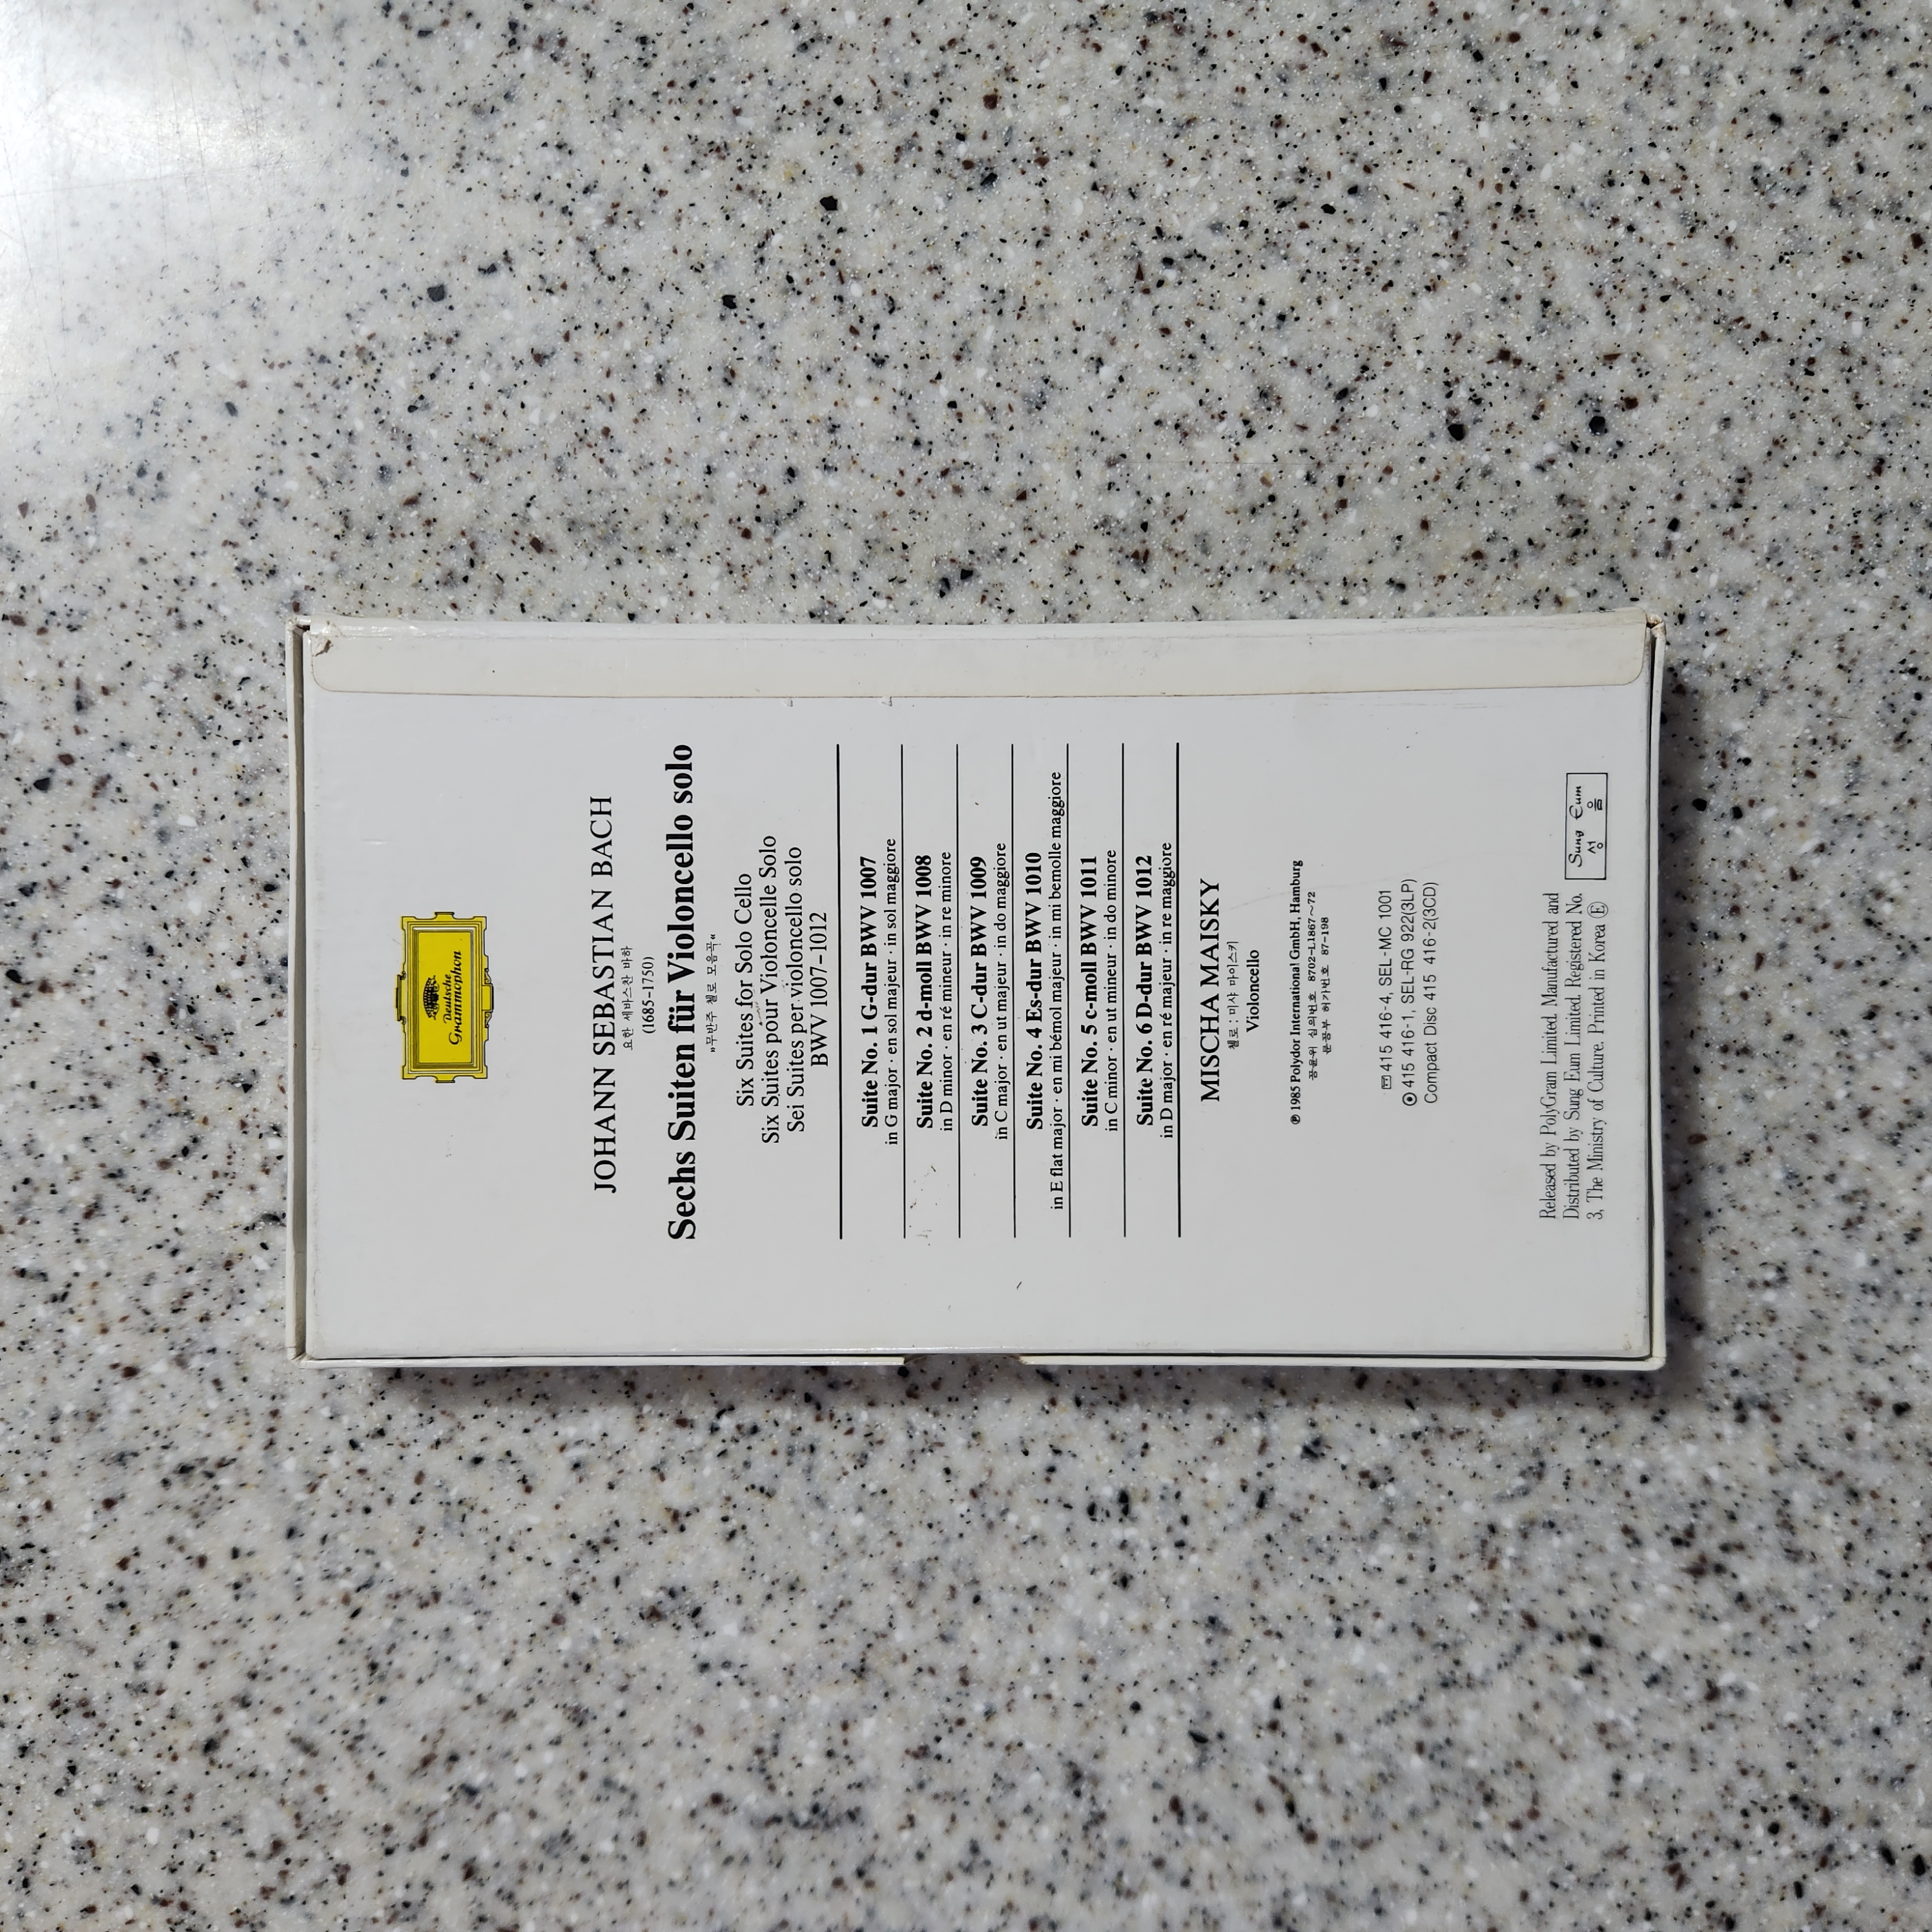 Deutsche
Grammophon
JOHANN SEBASTIAN BACH
요한 세바스찬 바하
(1685-1750)
Sechs Suiten für Violoncello solo
"무반주 첼로 모음곡"
Six Suites for Solo Cello
Six Suites pour Violoncelle Solo
Sei Suites per violoncello solo
BWV 1007-1012
Suite No. 1 G-dur BWV 1007
in G major · en sol majeur · in sol maggiore
Suite No. 2 d-moll BWV 1008
in D minor · en ré mineur · in re minore
Suite No. 3 C-dur BWV 1009
in C major · en ut majeur · in do maggiore
Suite No. 4 Es-dur BWV 1010
in E flat major · en mi bémol majeur · in mi bemolle maggiore
Suite No. 5 c-moll BWV 1011
in C minor · en ut mineur · in do minore
Suite No. 6 D-dur BWV 1012
in D major · en ré majeur · in re maggiore
MISCHA MAISKY
첼로 : 미샤 마이스키
Violoncello
℗ 1985 Polydor International GmbH, Hamburg
공윤위 심의번호 8702-L1867~72
문공부 허가번호 87-198
415 416-4, SEL-MC 1001
415 416-1, SEL-RG 922(3LP)
Compact Disc 415 416-2(3CD)
Released by PolyGram Limited. Manufactured and
Distributed by Sung Eum Limited. Registered No.
3, The Ministry of Culture. Printed in Korea Ⓔ
Sung Eum
성 음